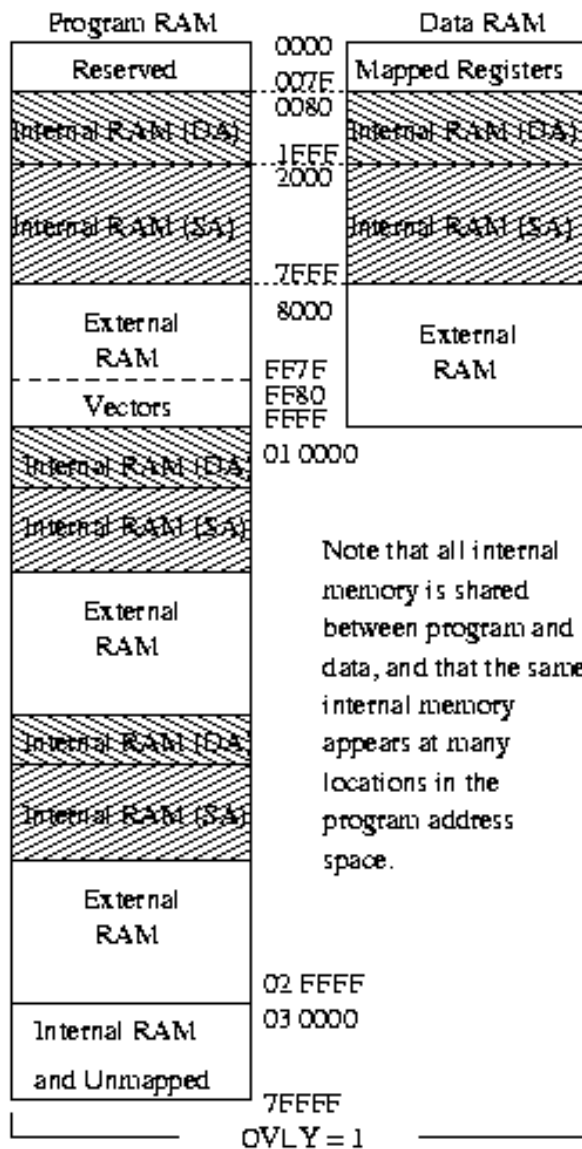 Program RAM
Data RAM
0000
Reserved
Mapped Registers
007F
0080
Internal RAM (DA)
Internal RAM (DA)
1FFF
2000
Internal RAM (SA)
Internal RAM (SA)
7FFF
8000
External
RAM
External
RAM
FF7F
FF80
Vectors
FFFF
01 0000
Internal RAM (DA)
Internal RAM (SA)
Note that all internal
memory is shared
between program and
data, and that the same
internal memory
appears at many
locations in the
program address
space.
External
RAM
Internal RAM (DA)
Internal RAM (SA)
External
RAM
02 FFFF
03 0000
Internal RAM
and Unmapped
7FFFF
OVLY = 1